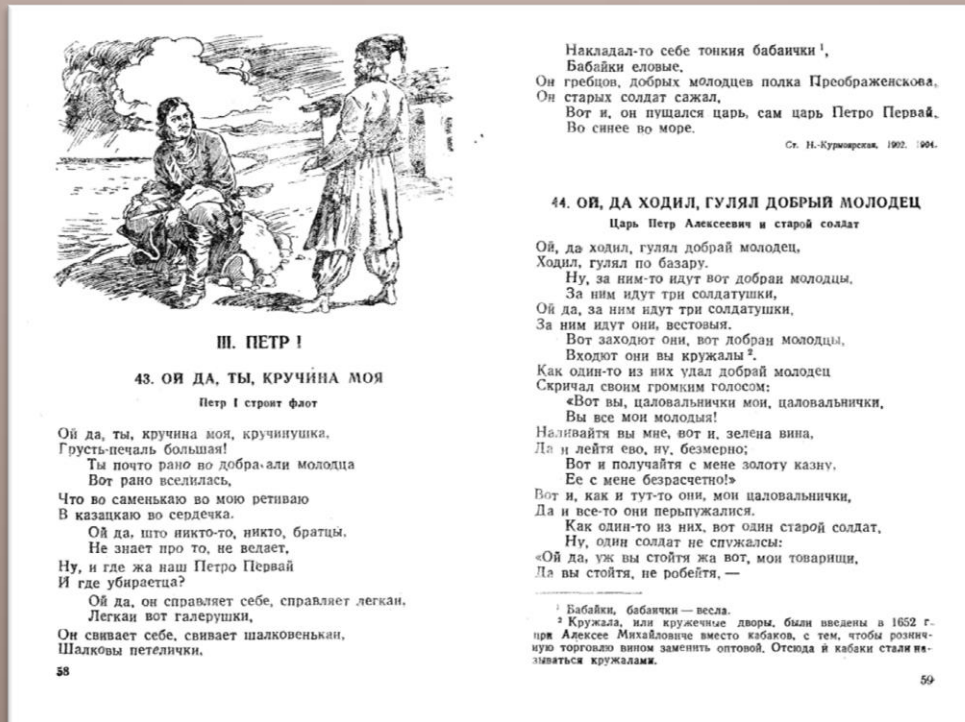 III. ПЕТР I
43. ОЙ ДА, ТЫ, КРУЧИНА МОЯ
Петр I строит флот
Ой да, ты, кручина моя, кручинушка,
Грусть-печаль большая!
Ты почто рано во добрам-али молодца
Вот рано вселилась,
Что во саменькаю во мою ретиваю
В казацкаю во сердечка.
Ой да, што никто-то, никто, братцы,
Не знает про то, не ведает,
Ну, и где жа наш Петро Первай
И где убираетца?
Ой да, он справляет себе, справляет легкаи,
Легкаи вот галерушки,
Он свивает себе, свивает шалковенькаи,
Шалковы петелички,
58
Накладал-то себе тонкия бабаички ¹,
Бабайки еловые,
Он гребцов, добрых молодцев полка Преображенскова,
Он старых солдат сажал,
Вот и, он пущался царь, сам царь Петро Первай,
Во синее во море.
Ст. Н.-Курмоярская, 1902, 1904.
44. ОЙ, ДА ХОДИЛ, ГУЛЯЛ ДОБРЫЙ МОЛОДЕЦ
Царь Петр Алексеевич и старой солдат
Ой, да ходил, гулял добрай молодец,
Ходил, гулял по базару.
Ну, за ним-то идут вот добраи молодцы,
За ним идут три солдатушки,
Ой да, за ним идут три солдатушки,
За ним идут они, вестовыя.
Вот заходют они, вот добраи молодцы,
Входют они вы кружалы ².
Как один-то из них удал добрай молодец
Скричал своим громким голосом:
«Вот вы, цаловальнички мои, цаловальнички,
Вы все мои молодыя!
Наливайтя вы мне, вот и, зелена вина,
Да и лейтя ево, ну, безмерно;
Вот и получайтя с мене золоту казну,
Ее с мене безрасчетно!»
Вот и, как и тут-то они, мои цаловальнички,
Да и все-то они перьпужалися.
Как один-то из них, вот один старой солдат,
Ну, один солдат не спужалсы:
«Ой да, уж вы стойтя жа вот, мои товарищи,
Да вы стойтя, не робейтя, —
¹ Бабайки, бабаички — весла.
² Кружала, или кружечные дворы, были введены в 1652 г.
при Алексее Михайловиче вместо кабаков, с тем, чтобы рознич-
ную торговлю вином заменить оптовой. Отсюда и кабаки стали на-
зываться кружалами.
59